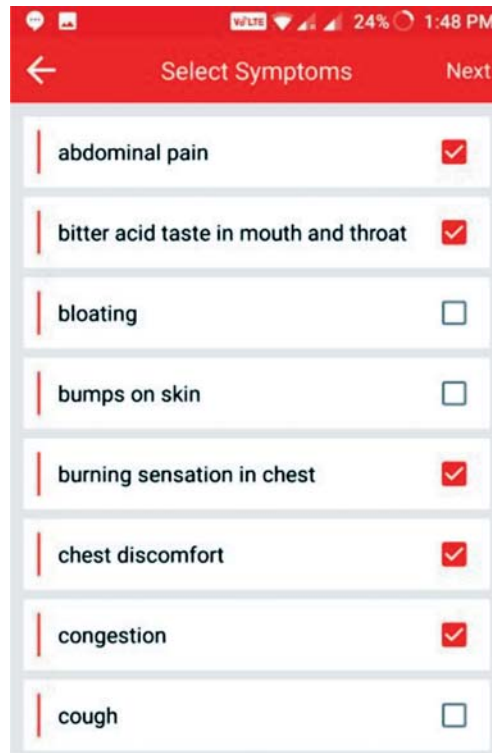 VoLTE 24% 1:48 PM
Select Symptoms Next
abdominal pain
bitter acid taste in mouth and throat
bloating
bumps on skin
burning sensation in chest
chest discomfort
congestion
cough